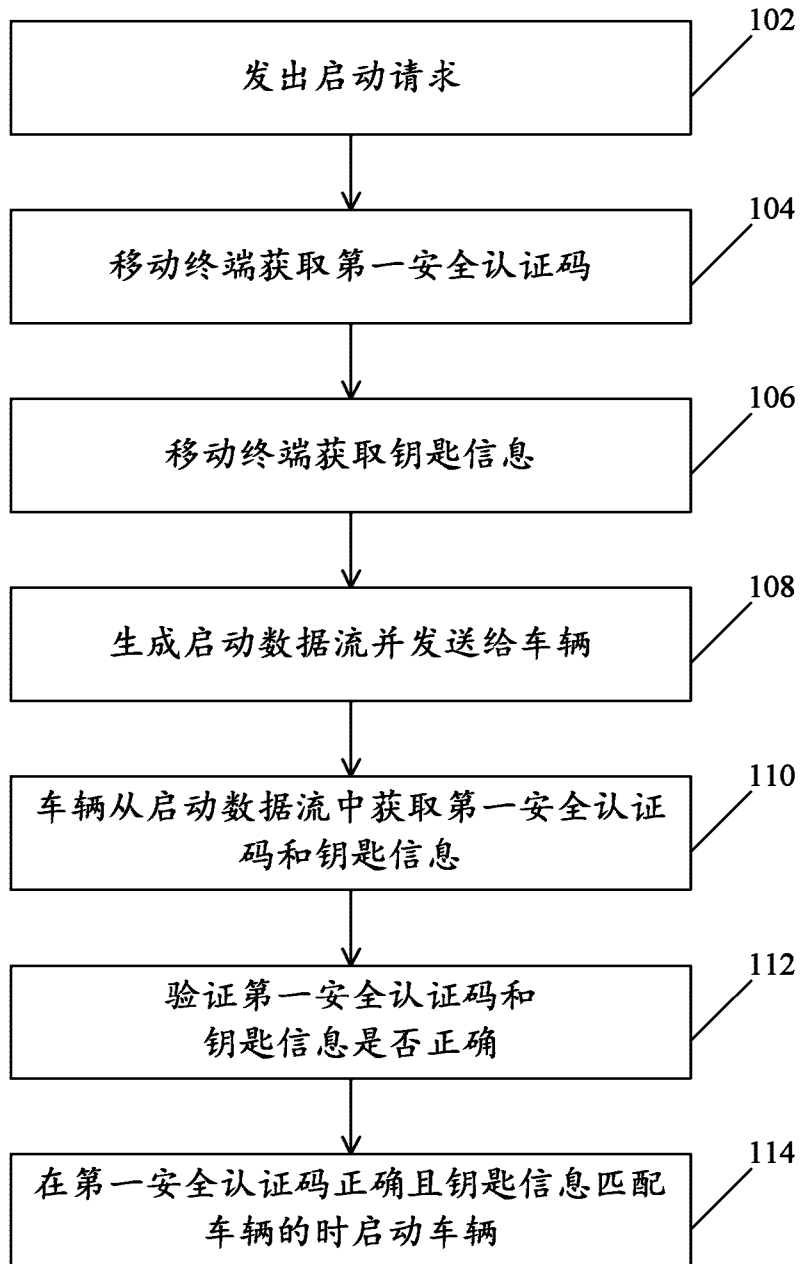 102
发出启动请求
104
移动终端获取第一安全认证码
106
移动终端获取钥匙信息
108
生成启动数据流并发送给车辆
110
车辆从启动数据流中获取第一安全认证
码和钥匙信息
112
验证第一安全认证码和
钥匙信息是否正确
114
在第一安全认证码正确且钥匙信息匹配
车辆的时启动车辆